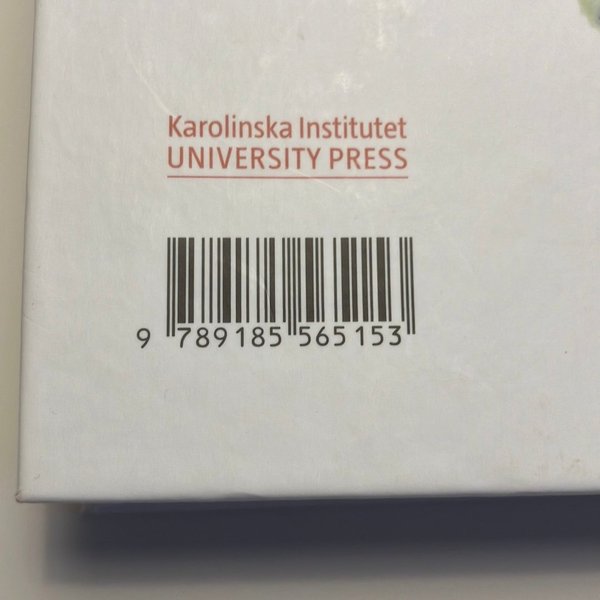 Karolinska Institutet
UNIVERSITY PRESS
9 789185 565153